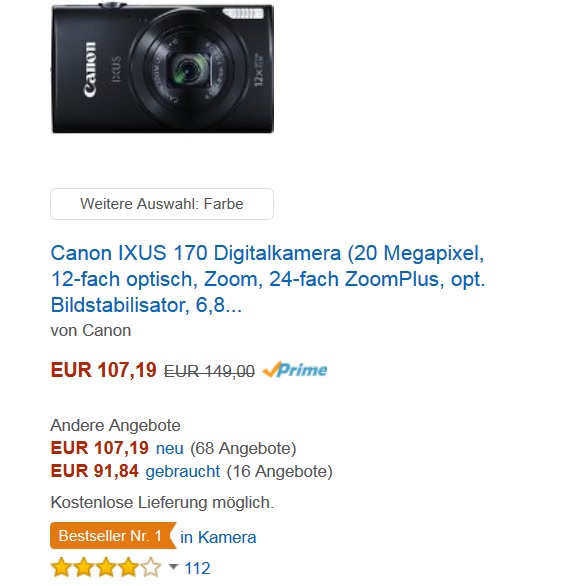 Canon
IXUS
12x
Weitere Auswahl: Farbe
Canon IXUS 170 Digitalkamera (20 Megapixel,
12-fach optisch, Zoom, 24-fach ZoomPlus, opt.
Bildstabilisator, 6,8...
von Canon
EUR 107,19 EUR 149,00 Prime
Andere Angebote
EUR 107,19 neu (68 Angebote)
EUR 91,84 gebraucht (16 Angebote)
Kostenlose Lieferung möglich.
Bestseller Nr. 1 in Kamera
112